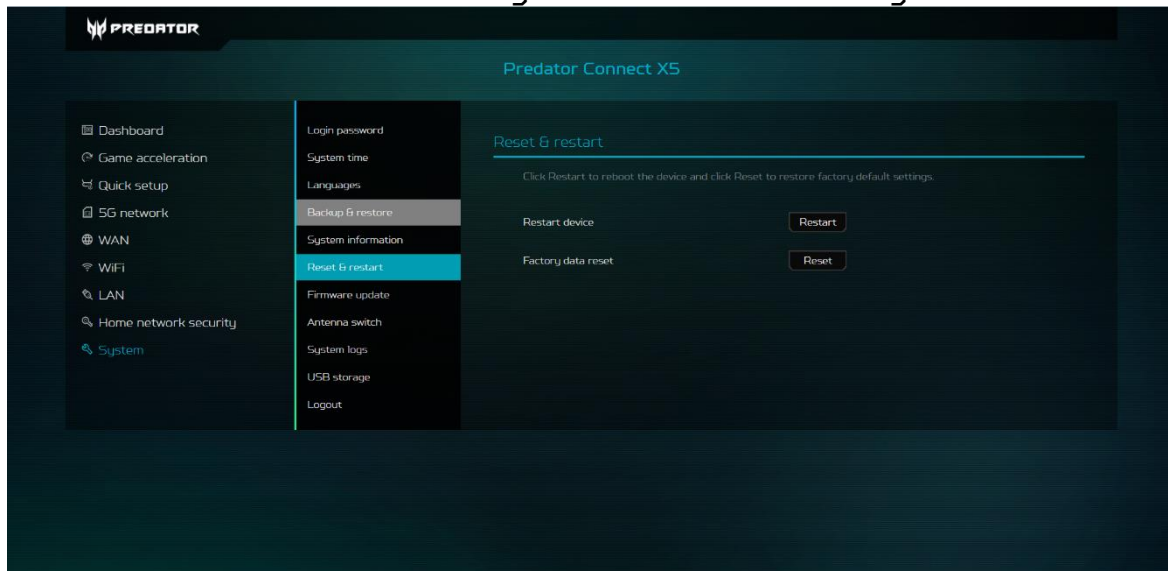 PREDATOR
Predator Connect X5
Dashboard
Game acceleration
Quick setup
5G network
WAN
WiFi
LAN
Home network security
System
Login password
System time
Languages
Backup & restore
System information
Reset & restart
Firmware update
Antenna switch
System logs
USB storage
Logout
Reset & restart
Click Restart to reboot the device and click Reset to restore factory default settings.
Restart device
Restart
Factory data reset
Reset